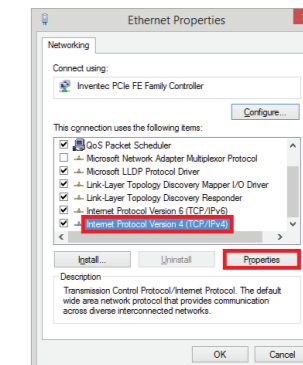 Ethernet Properties
Networking
Connect using:
Inventec PCIe FE Family Controller
Configure...
This connection uses the following items:
QoS Packet Scheduler
Microsoft Network Adapter Multiplexor Protocol
Microsoft LLDP Protocol Driver
Link-Layer Topology Discovery Mapper I/O Driver
Link-Layer Topology Discovery Responder
Internet Protocol Version 6 (TCP/IPv6)
Internet Protocol Version 4 (TCP/IPv4)
Install...
Uninstall
Properties
Description
Transmission Control Protocol/Internet Protocol. The default
wide area network protocol that provides communication
across diverse interconnected networks.
OK
Cancel